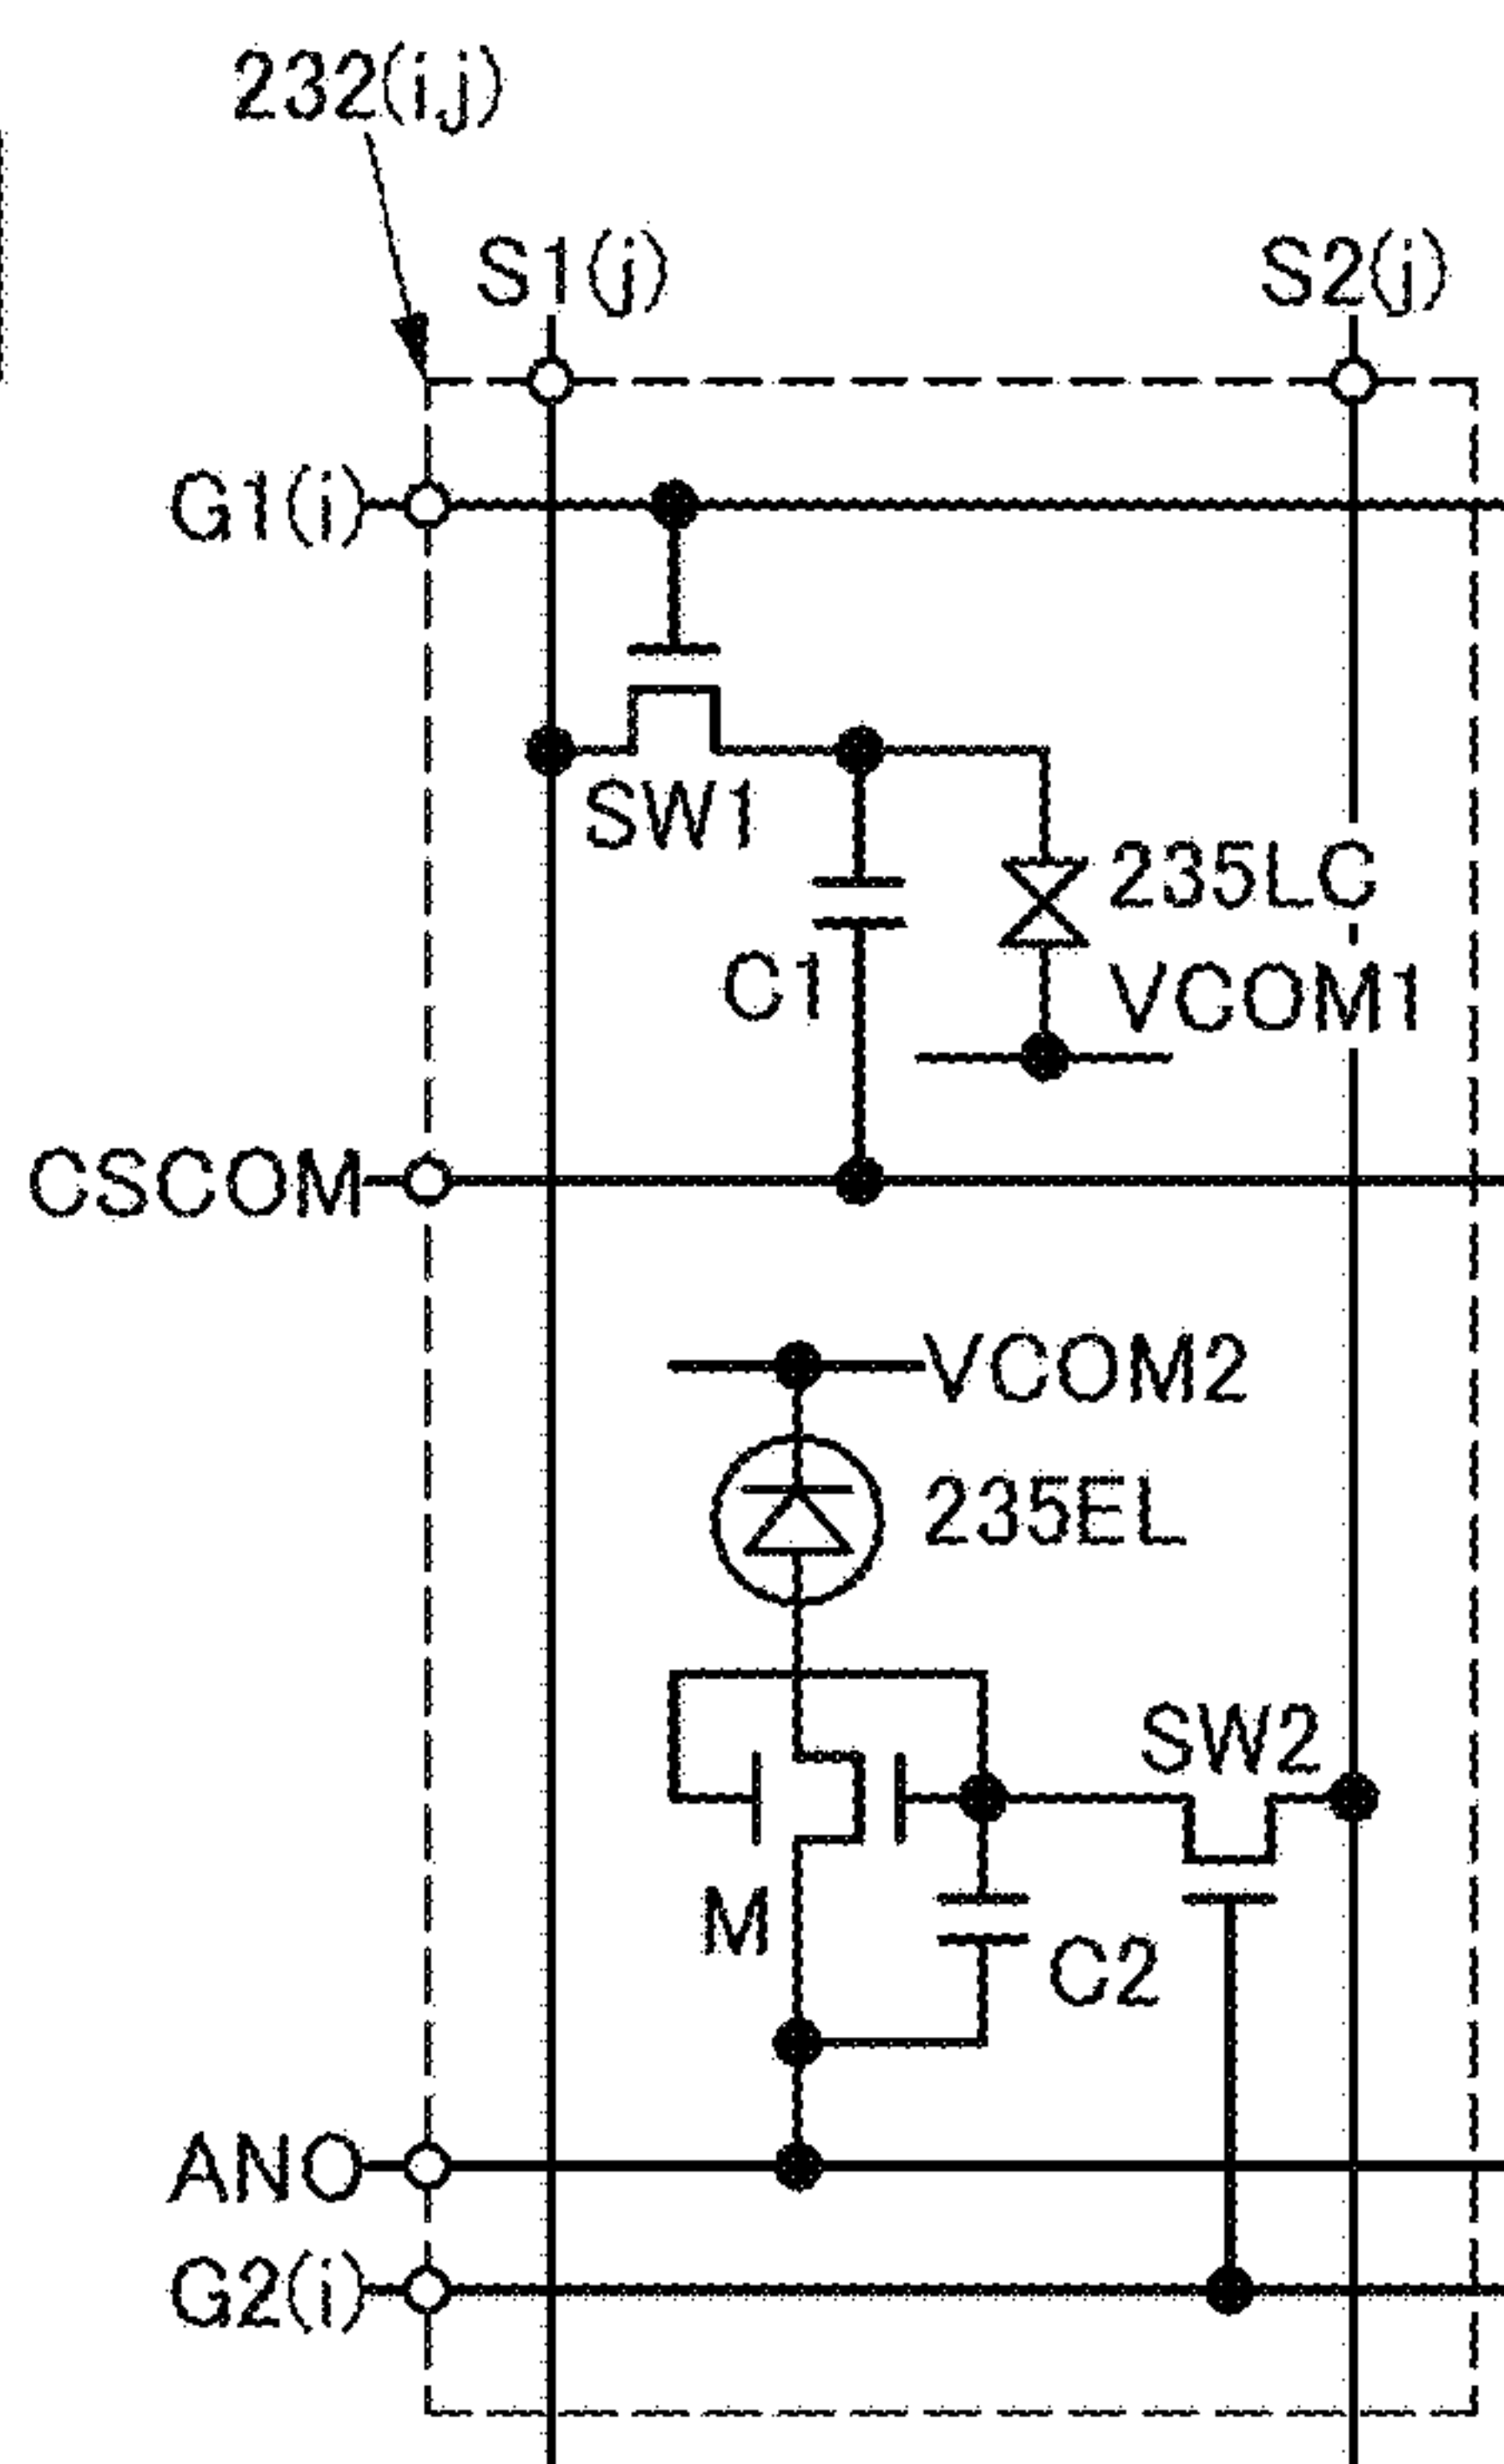 232(i,j)
S1(j)
S2(j)
G1(i)
SW1
235LC
C1
VCOM1
CSCOM
VCOM2
235EL
SW2
M
C2
ANO
G2(i)